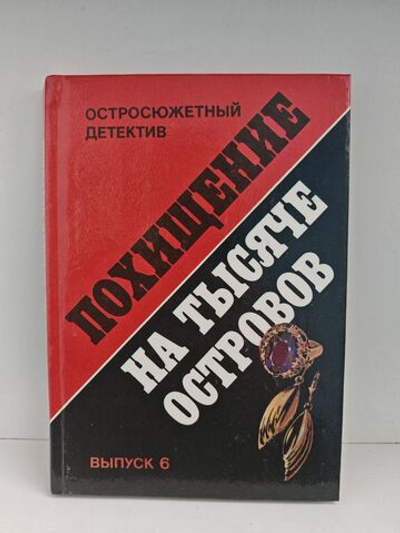 ОСТРОСЮЖЕТНЫЙ
ДЕТЕКТИВ
ПОХИЩЕНИЕ
НА ТЫСЯЧЕ
ОСТРОВОВ
ВЫПУСК 6